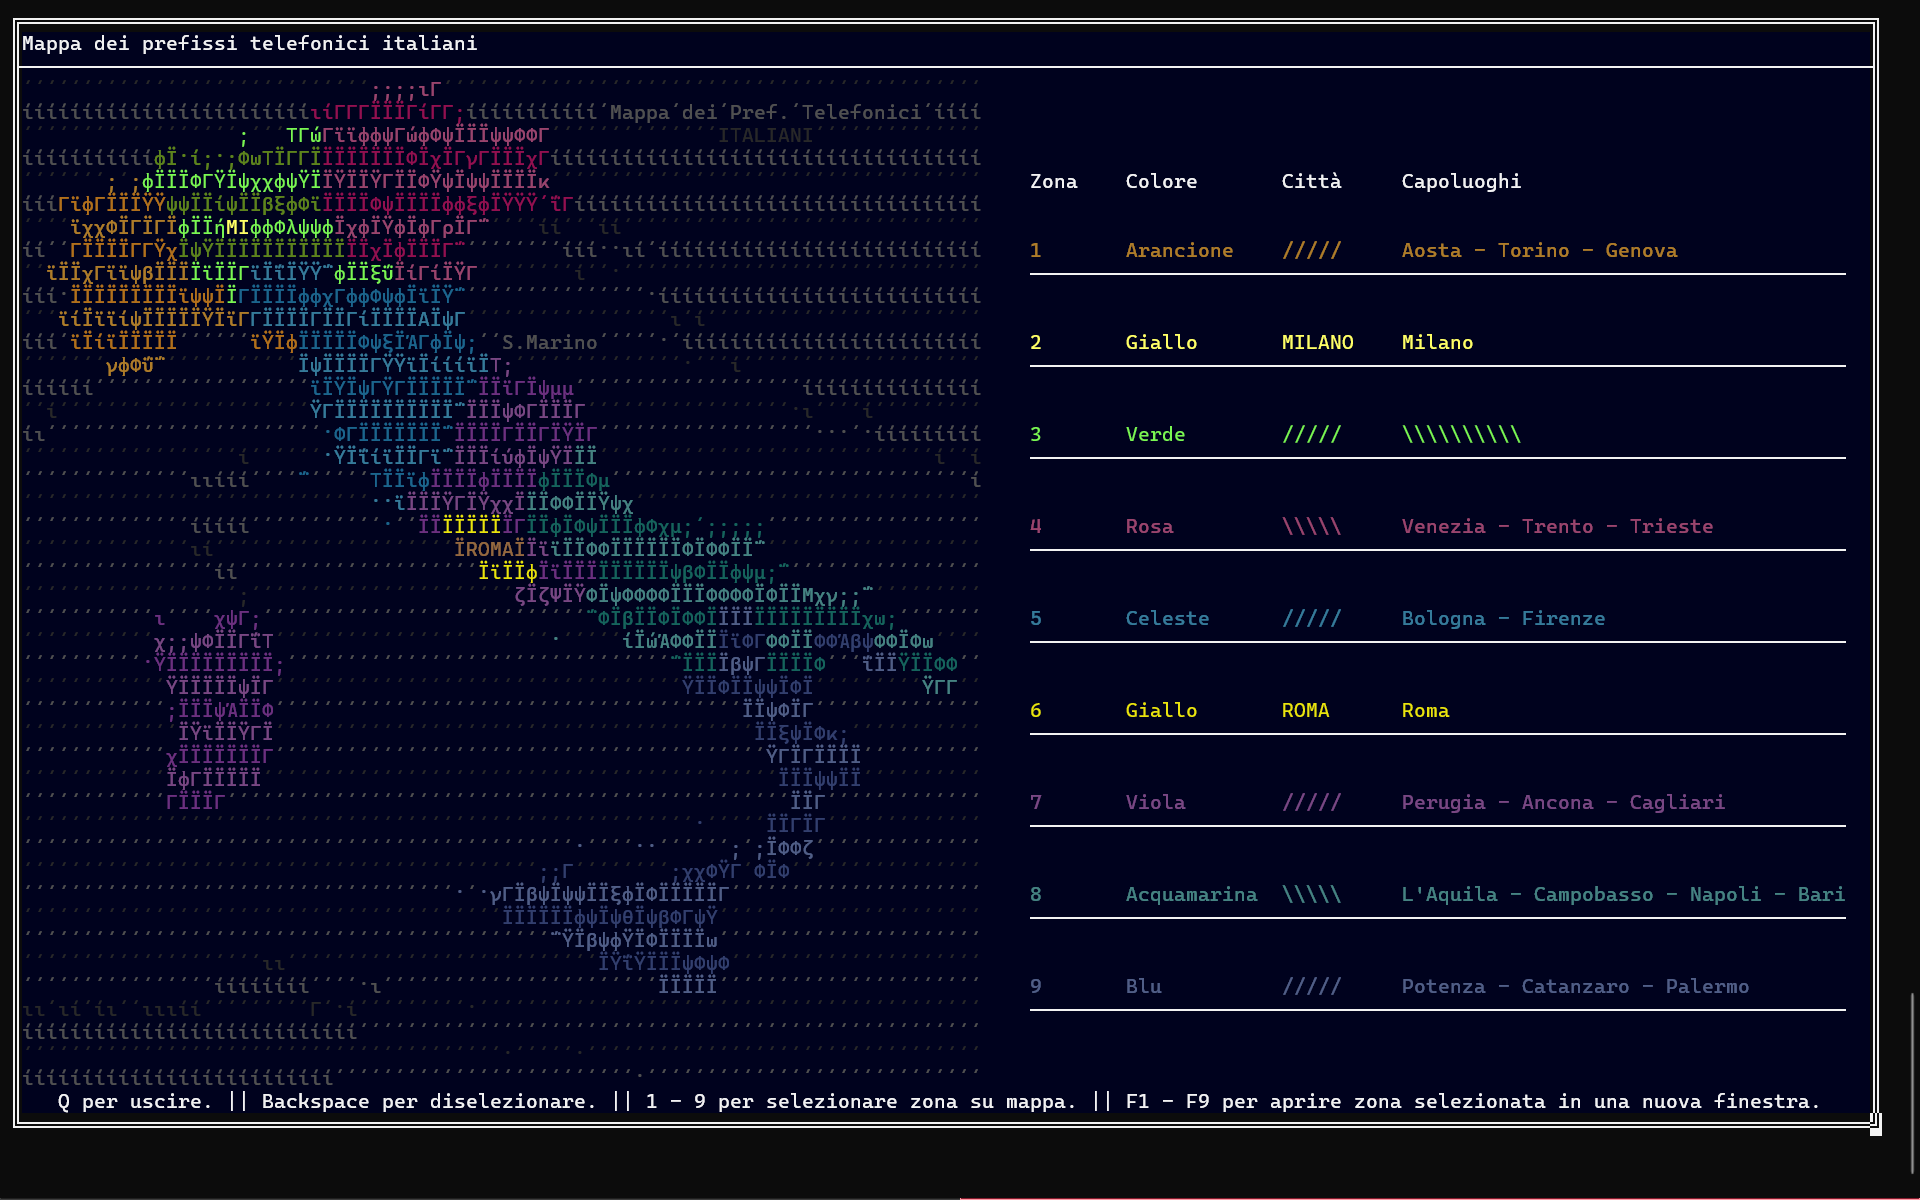 Mappa dei prefissi telefonici italiani
Mappa dei Pref. Telefonici
ITALIANI
MI
S.Marino
ROMA
Zona Colore Città Capoluoghi
1 Arancione ///// Aosta - Torino - Genova
2 Giallo MILANO Milano
3 Verde ///// \\\\\\\\\\
4 Rosa \\\\\ Venezia - Trento - Trieste
5 Celeste ///// Bologna - Firenze
6 Giallo ROMA Roma
7 Viola ///// Perugia - Ancona - Cagliari
8 Acquamarina \\\\\ L'Aquila - Campobasso - Napoli - Bari
9 Blu ///// Potenza - Catanzaro - Palermo
Q per uscire. || Backspace per diselezionare. || 1 - 9 per selezionare zona su mappa. || F1 - F9 per aprire zona selezionata in una nuova finestra.